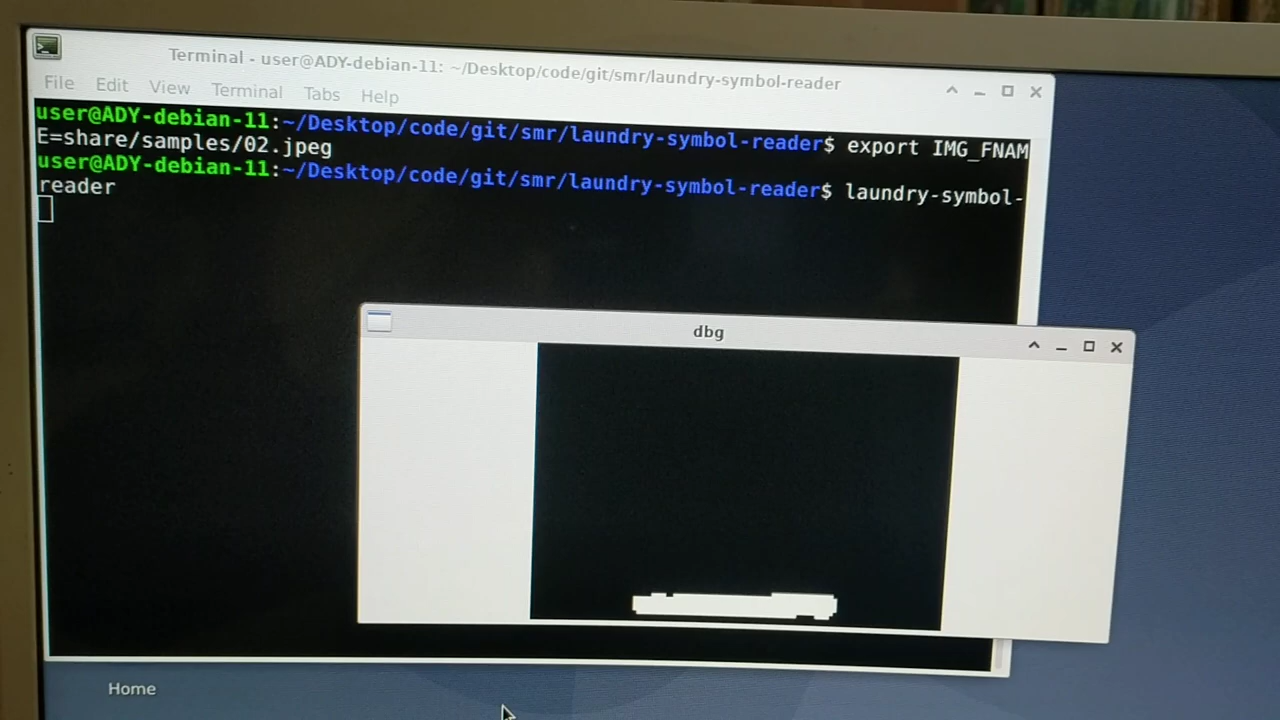 Terminal - user@ADY-debian-11: ~/Desktop/code/git/smr/laundry-symbol-reader
File Edit View Terminal Tabs Help
user@ADY-debian-11:~/Desktop/code/git/smr/laundry-symbol-reader$ export IMG_FNAM
E=share/samples/02.jpeg
user@ADY-debian-11:~/Desktop/code/git/smr/laundry-symbol-reader$ laundry-symbol-
reader
dbg
Home